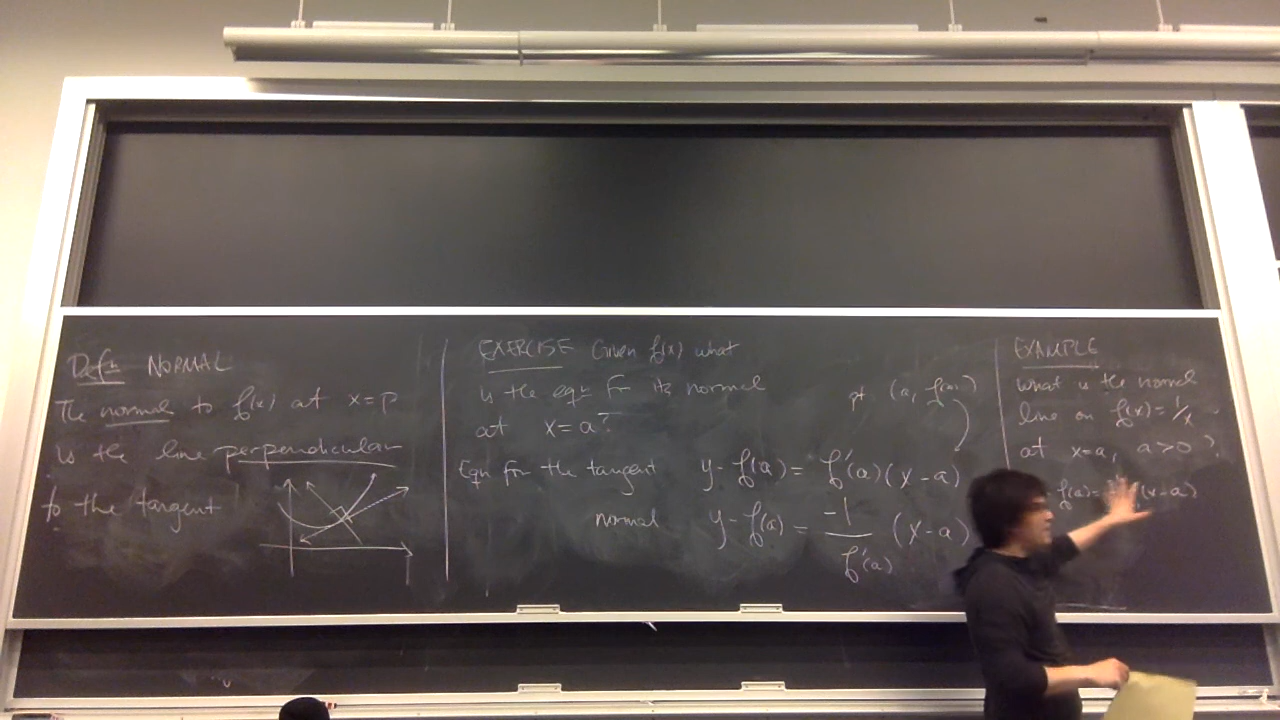 Defn NORMAL
The normal to f(x) at x=p
is the line perpendicular
to the tangent
EXERCISE Given f(x) what
is the eqn for its normal
at x=a?
pt (a, f(a))
Eqn for the tangent y-f(a) = f'(a)(x-a)
normal y-f(a) = -1/f'(a) (x-a)
EXAMPLE
What is the normal
line on f(x)=1/x
at x=a, a>0?
f(a)= (x-a)